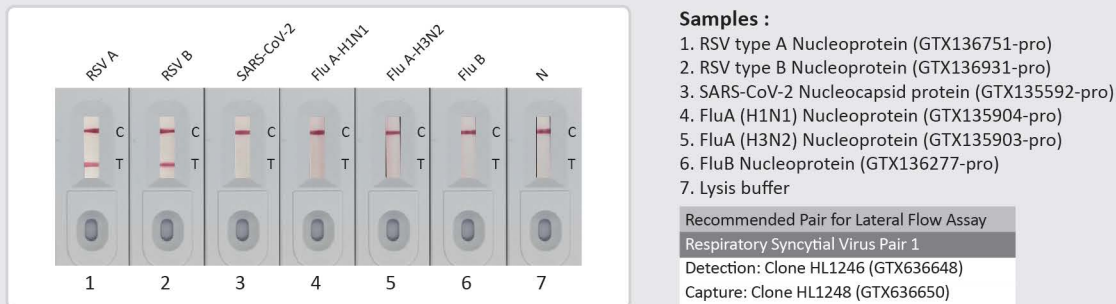 RSV A
RSV B
SARS-CoV-2
Flu A-H1N1
Flu A-H3N2
Flu B
N
C C C C C C C
T T T T T T T
1 2 3 4 5 6 7
Samples :
1. RSV type A Nucleoprotein (GTX136751-pro)
2. RSV type B Nucleoprotein (GTX136931-pro)
3. SARS-CoV-2 Nucleocapsid protein (GTX135592-pro)
4. FluA (H1N1) Nucleoprotein (GTX135904-pro)
5. FluA (H3N2) Nucleoprotein (GTX135903-pro)
6. FluB Nucleoprotein (GTX136277-pro)
7. Lysis buffer
Recommended Pair for Lateral Flow Assay
Respiratory Syncytial Virus Pair 1
Detection: Clone HL1246 (GTX636648)
Capture: Clone HL1248 (GTX636650)